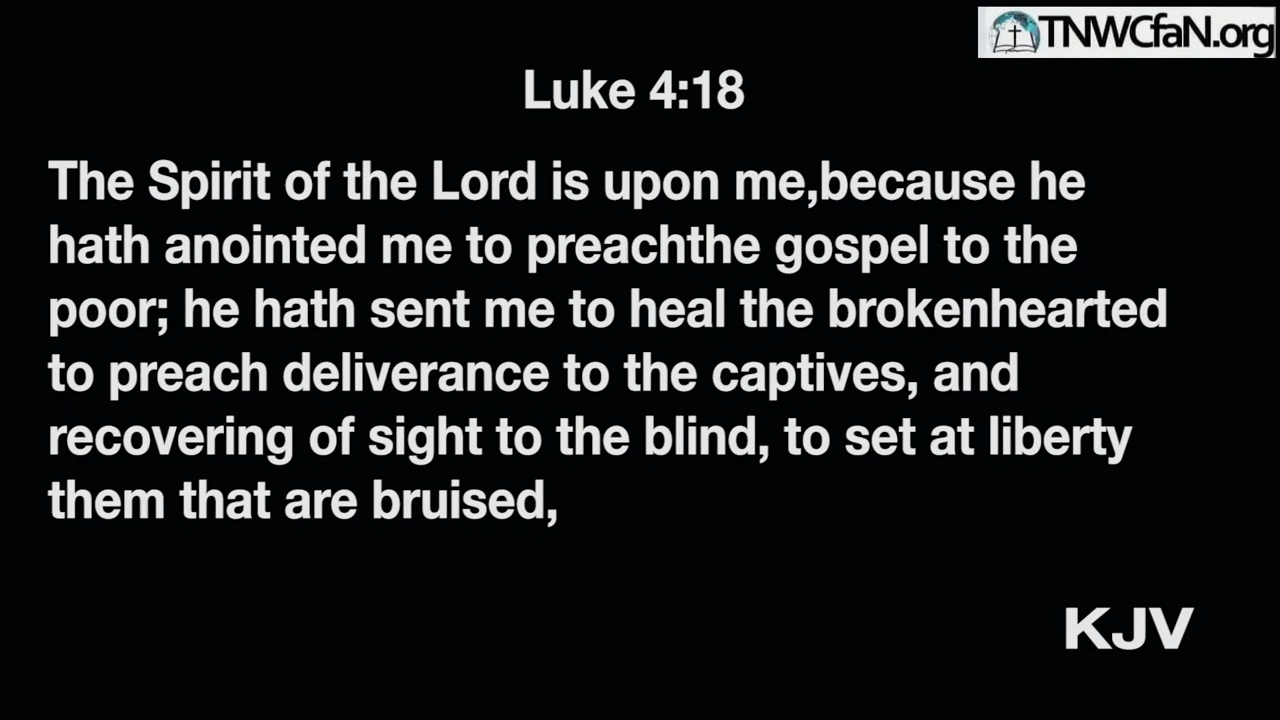 TNWCfaN.org
Luke 4:18
The Spirit of the Lord is upon me,because he
hath anointed me to preachthe gospel to the
poor; he hath sent me to heal the brokenhearted
to preach deliverance to the captives, and
recovering of sight to the blind, to set at liberty
them that are bruised,
KJV